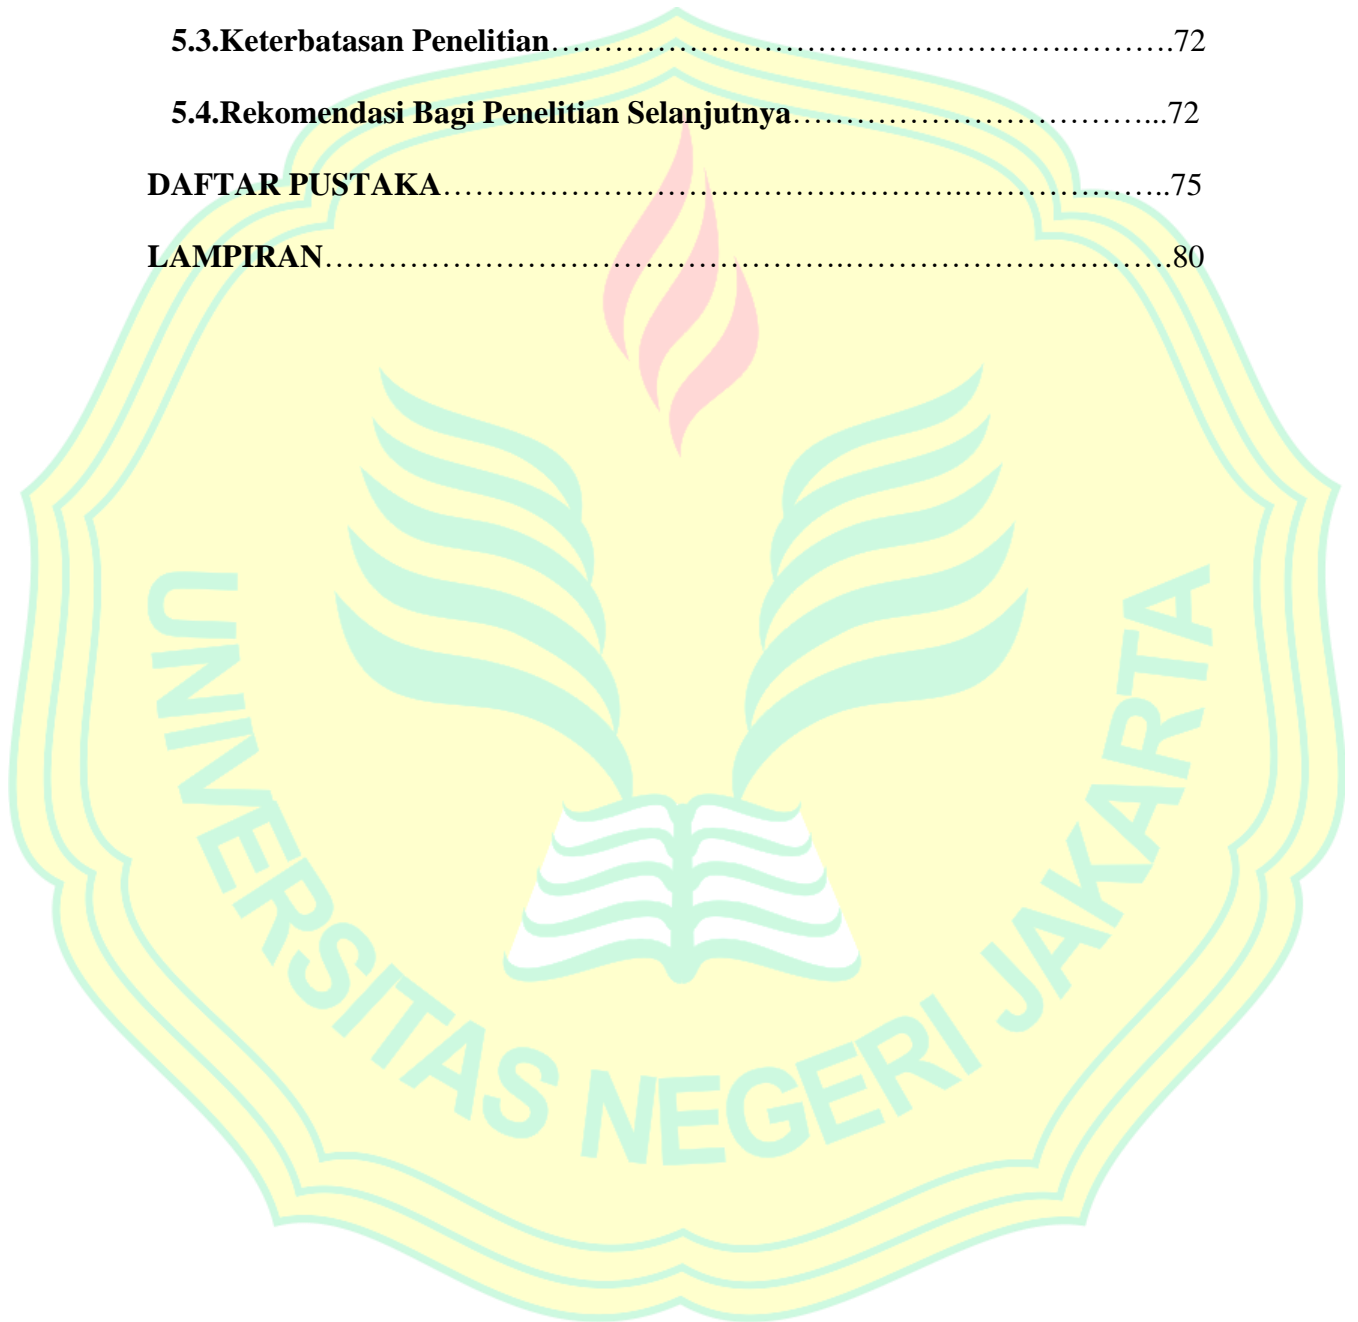 5.3.Keterbatasan Penelitian…………………………………………….……….72
5.4.Rekomendasi Bagi Penelitian Selanjutnya……………………………...72
DAFTAR PUSTAKA………………………………………….………………..75
LAMPIRAN………………………………………….………………………….80
UNIVERSITAS NEGERI JAKARTA